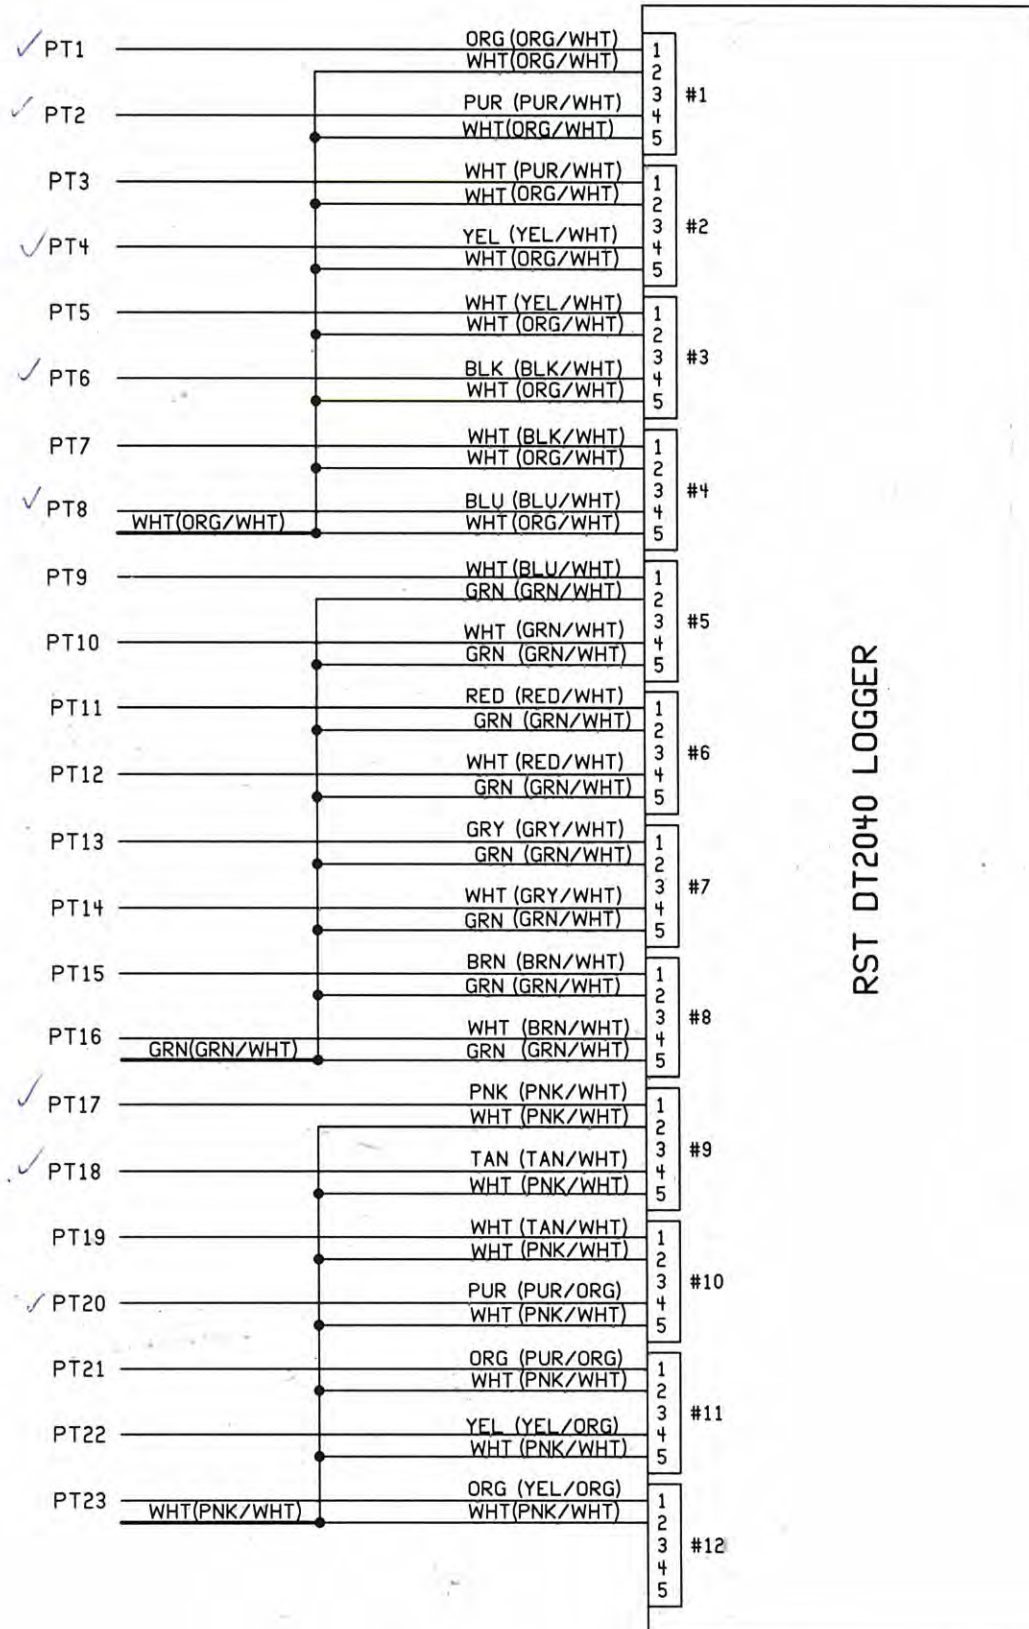 PT1 ORG (ORG/WHT) 1
WHT(ORG/WHT) 2
3 #1
PT2 PUR (PUR/WHT) 4
WHT(ORG/WHT) 5
PT3 WHT (PUR/WHT) 1
WHT (ORG/WHT) 2
3 #2
PT4 YEL (YEL/WHT) 4
WHT (ORG/WHT) 5
PT5 WHT (YEL/WHT) 1
WHT (ORG/WHT) 2
3 #3
PT6 BLK (BLK/WHT) 4
WHT (ORG/WHT) 5
PT7 WHT (BLK/WHT) 1
WHT (ORG/WHT) 2
3 #4
PT8 BLU (BLU/WHT) 4
WHT(ORG/WHT) WHT (ORG/WHT) 5
PT9 WHT(BLU/WHT) 1
GRN (GRN/WHT) 2
3 #5
PT10 WHT (GRN/WHT) 4
GRN (GRN/WHT) 5
PT11 RED (RED/WHT) 1
GRN (GRN/WHT) 2
3 #6
PT12 WHT (RED/WHT) 4
GRN (GRN/WHT) 5
PT13 GRY (GRY/WHT) 1
GRN (GRN/WHT) 2
3 #7
PT14 WHT (GRY/WHT) 4
GRN (GRN/WHT) 5
PT15 BRN (BRN/WHT) 1
GRN (GRN/WHT) 2
3 #8
PT16 WHT (BRN/WHT) 4
GRN(GRN/WHT) GRN (GRN/WHT) 5
PT17 PNK (PNK/WHT) 1
WHT (PNK/WHT) 2
3 #9
PT18 TAN (TAN/WHT) 4
WHT (PNK/WHT) 5
PT19 WHT (TAN/WHT) 1
WHT (PNK/WHT) 2
3 #10
PT20 PUR (PUR/ORG) 4
WHT (PNK/WHT) 5
PT21 ORG (PUR/ORG) 1
WHT (PNK/WHT) 2
3 #11
PT22 YEL (YEL/ORG) 4
WHT (PNK/WHT) 5
PT23 ORG (YEL/ORG) 1
WHT(PNK/WHT) WHT(PNK/WHT) 2
3 #12
4
5
RST DT2040 LOGGER